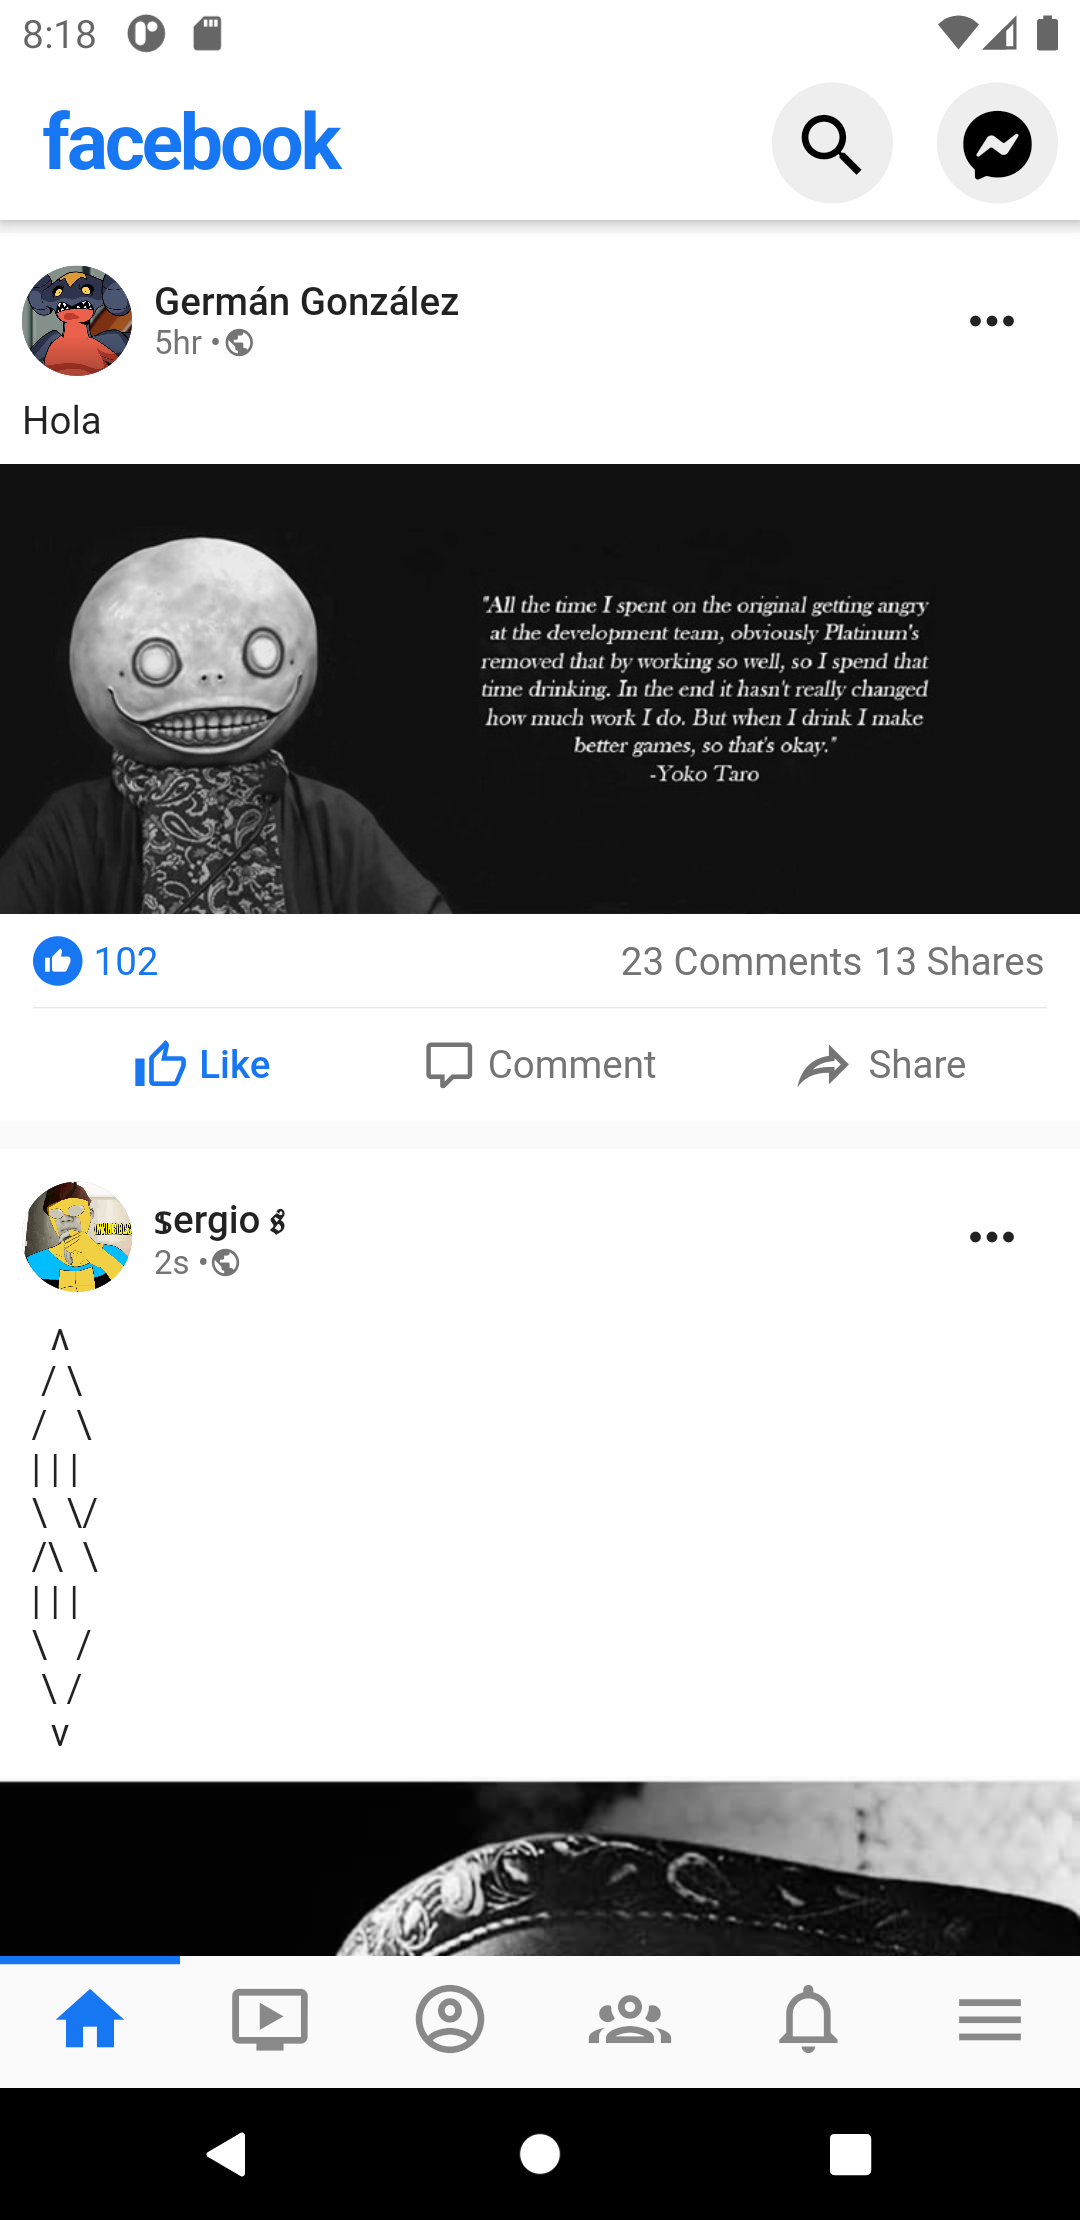 8:18
facebook
Germán González
5hr •
Hola
"All the time I spent on the original getting angry
at the development team, obviously Platinum's
removed that by working so well, so I spend that
time drinking. In the end it hasn't really changed
how much work I do. But when I drink I make
better games, so that's okay."
-Yoko Taro
102
23 Comments 13 Shares
Like
Comment
Share
𝕤ergio 𝓼
2s •
^
/ \
/   \
| | |
\  \/
/\  \
| | |
\   /
\ /
v